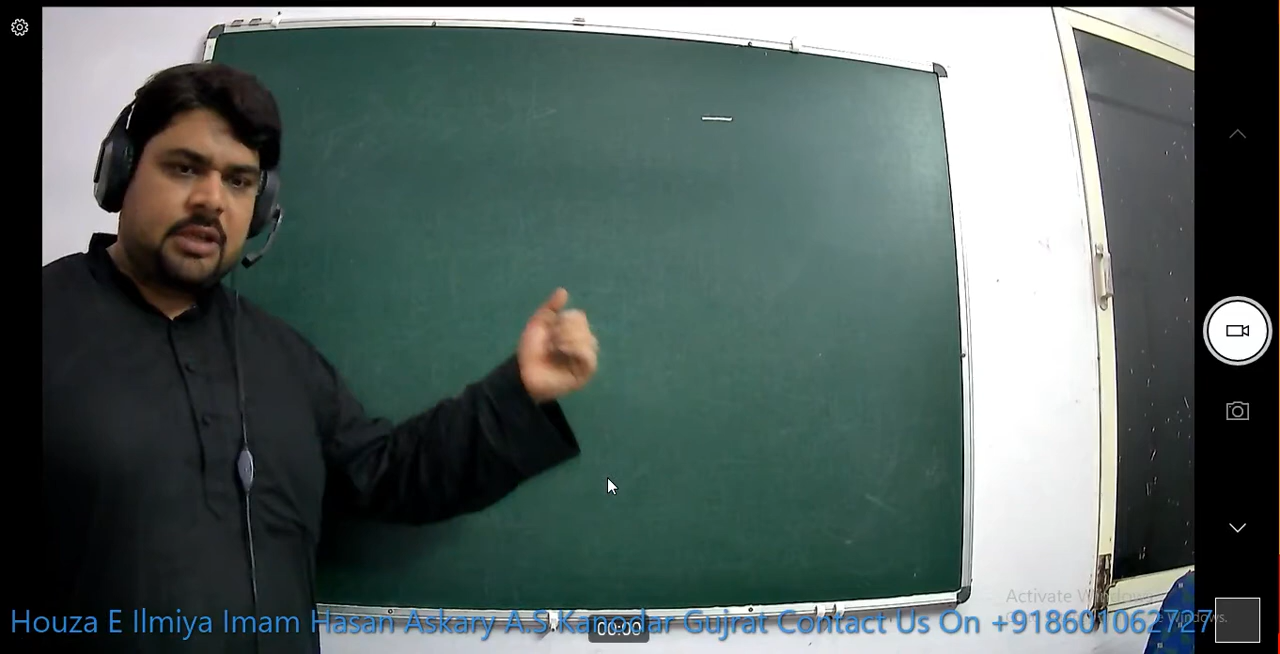 Activate Windows
Houza E Ilmiya Imam Hasan Askary A.S Kanodar Gujrat Contact Us On +918601062727
00:00